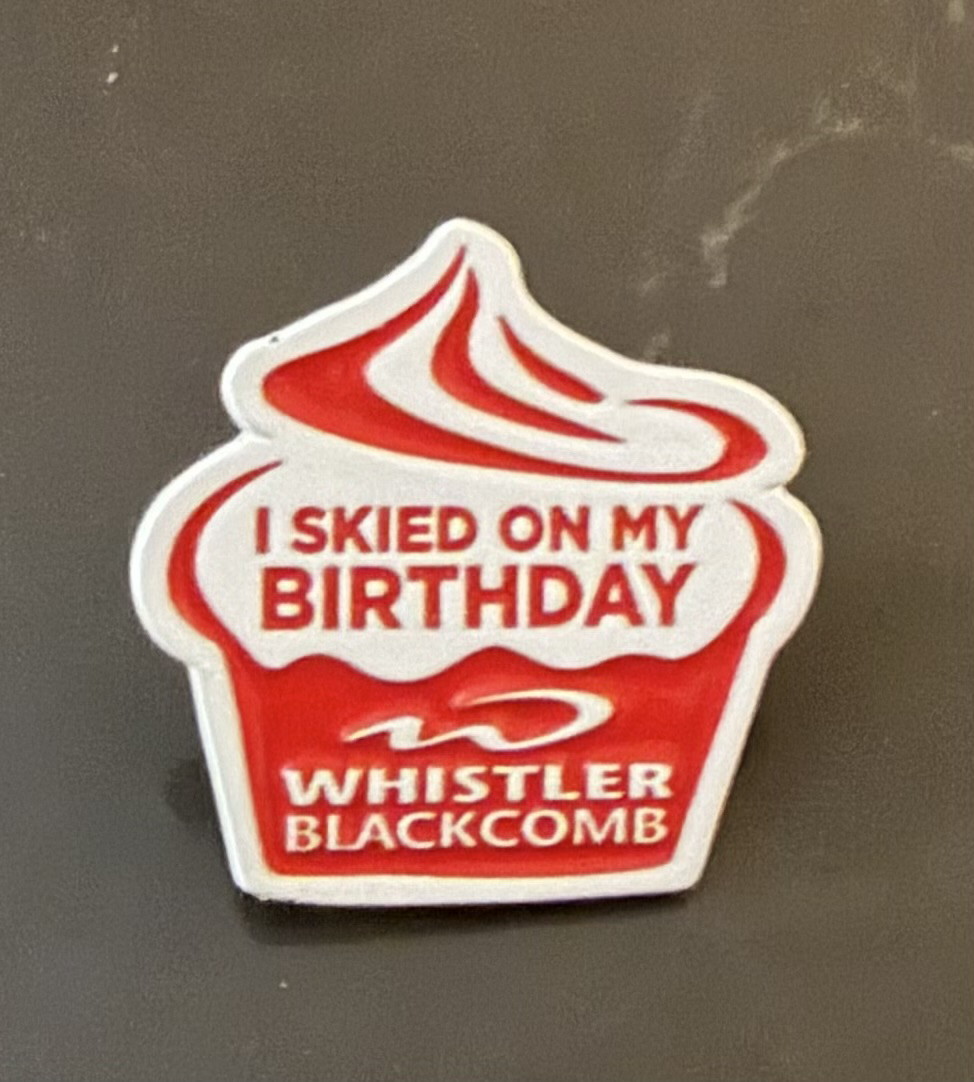 I SKIED ON MY
BIRTHDAY
WHISTLER
BLACKCOMB